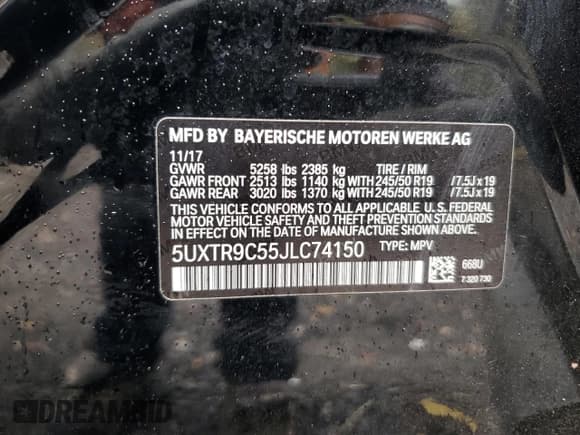 MFD BY BAYERISCHE MOTOREN WERKE AG
11/17
GVWR 5258 lbs 2385 kg TIRE / RIM
GAWR FRONT 2513 lbs 1140 kg WITH 245/50 R19 /7.5J x 19
GAWR REAR 3020 lbs 1370 kg WITH 245/50 R19 /7.5J x 19
THIS VEHICLE CONFORMS TO ALL APPLICABLE U. S. FEDERAL
MOTOR VEHICLE SAFETY AND THEFT PREVENTION STANDARDS
IN EFFECT ON THE DATE OF MANUFACTURE SHOWN ABOVE.
5UXTR9C55JLC74150 TYPE: MPV
668U
7 320 730
DREAMBID